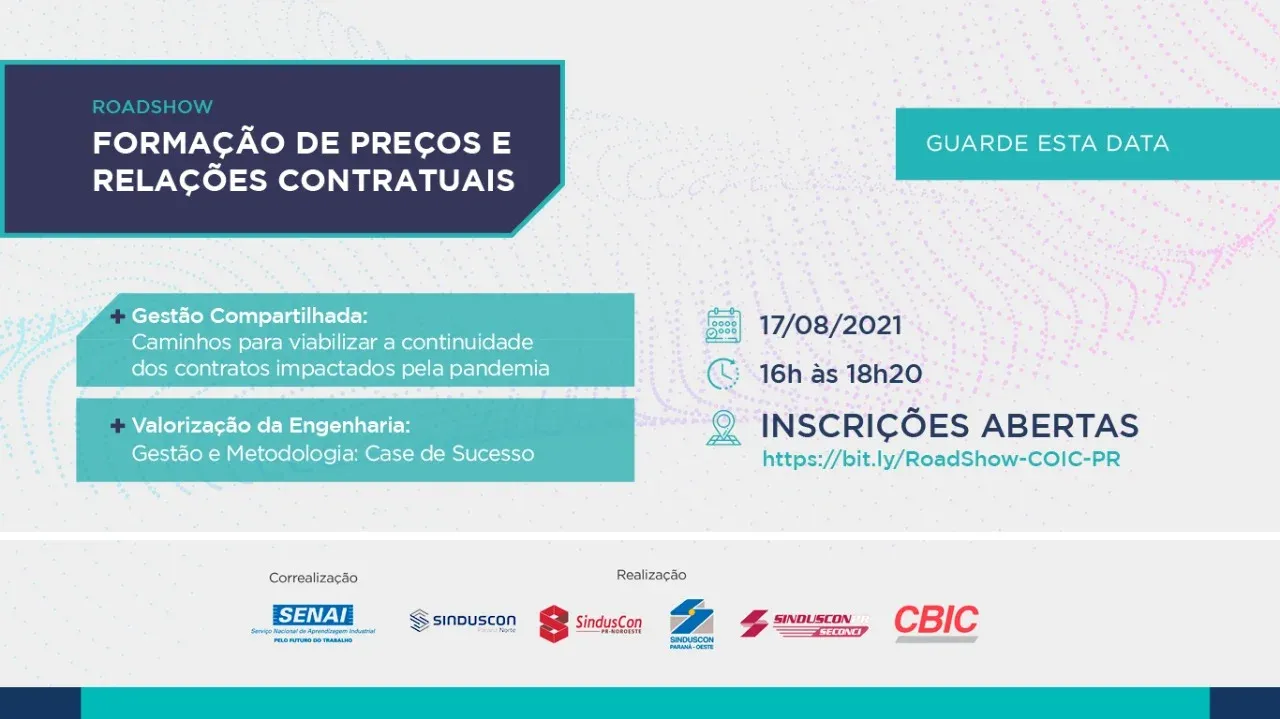 ROADSHOW
FORMAÇÃO DE PREÇOS E
RELAÇÕES CONTRATUAIS
GUARDE ESTA DATA
+ Gestão Compartilhada:
Caminhos para viabilizar a continuidade
dos contratos impactados pela pandemia
+ Valorização da Engenharia:
Gestão e Metodologia: Case de Sucesso
17/08/2021
16h às 18h20
INSCRIÇÕES ABERTAS
https://bit.ly/RoadShow-COIC-PR
Correalização
SENAI
Serviço Nacional de Aprendizagem Industrial
PELO FUTURO DO TRABALHO
Realização
SINDUSCON
Paraná Norte
SindusCon
PR-NOROESTE
SINDUSCON
PARANÁ - OESTE
SINDUSCON
SECONCI
CBIC